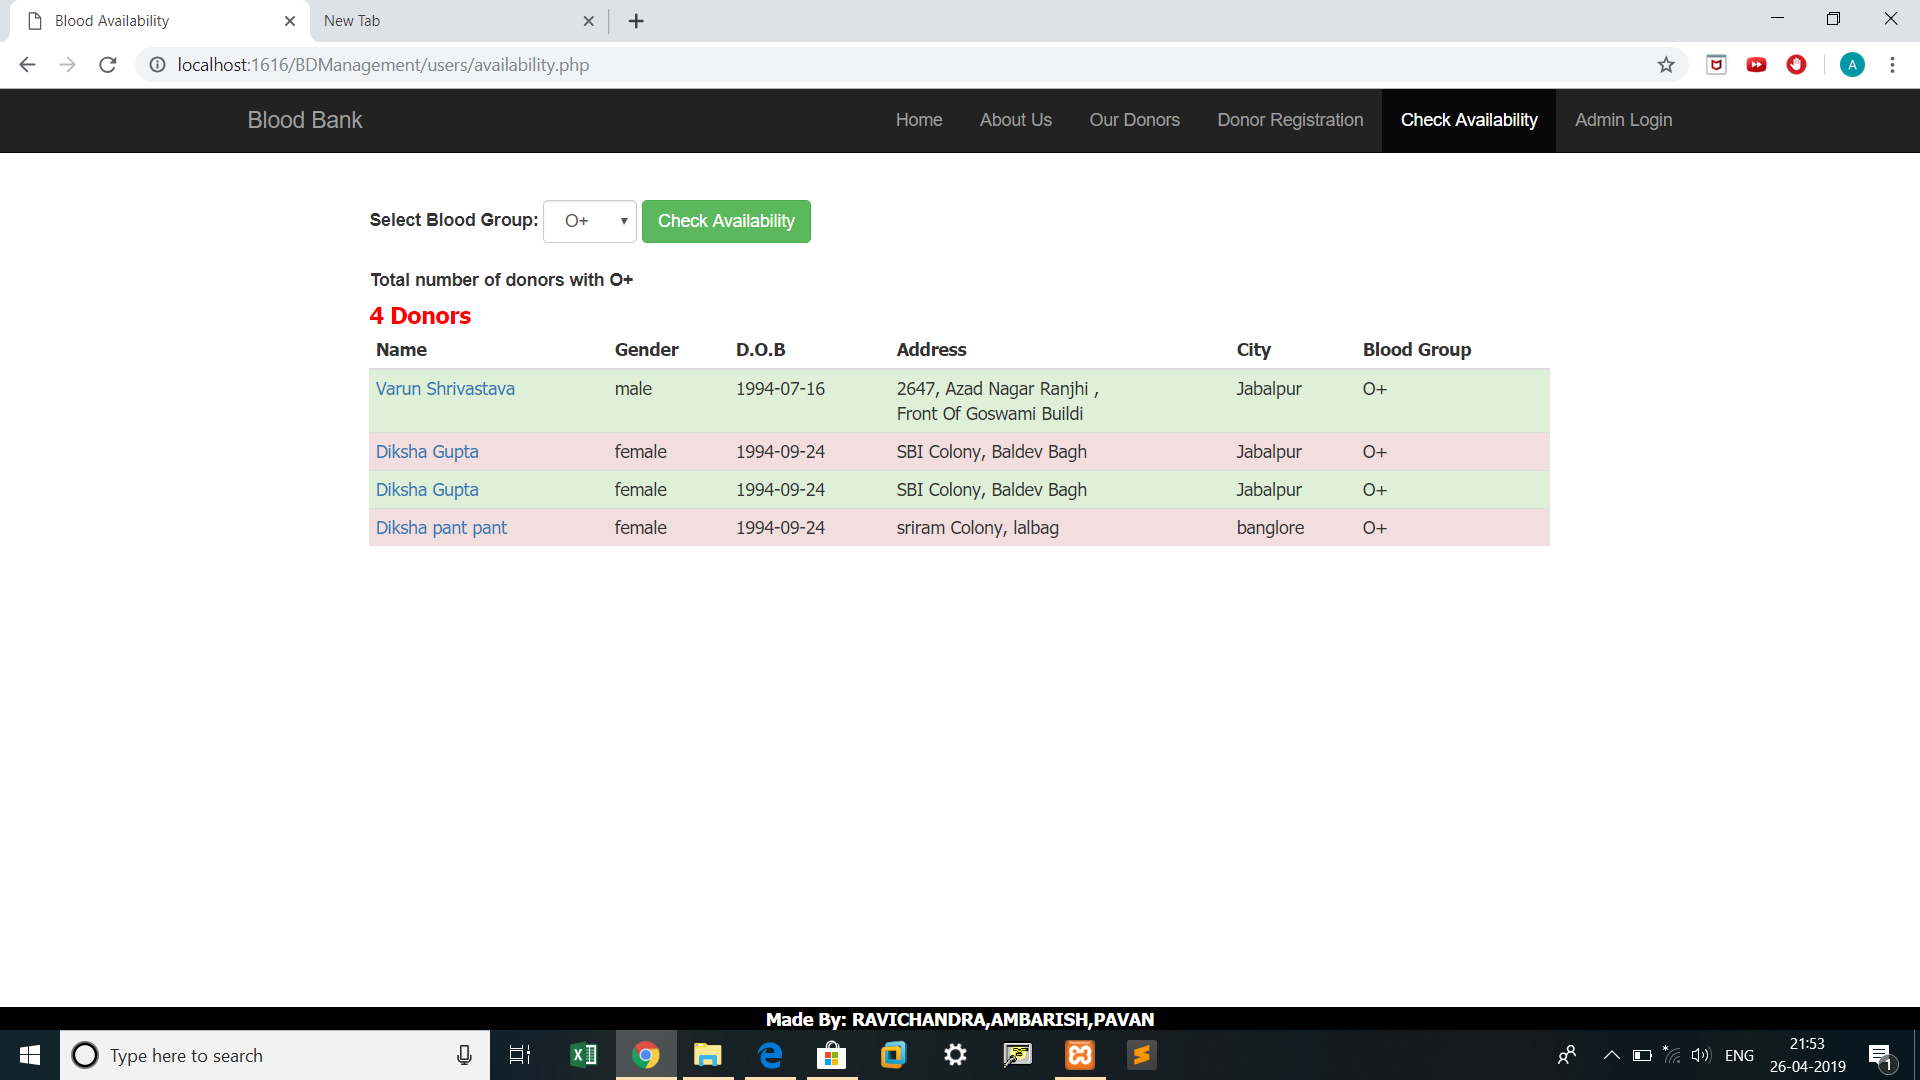 Blood Availability
New Tab
localhost:1616/BDManagement/users/availability.php
A
Blood Bank
Home About Us Our Donors Donor Registration Check Availability Admin Login
Select Blood Group: O+ Check Availability
Total number of donors with O+
4 Donors
Name Gender D.O.B Address City Blood Group
Varun Shrivastava male 1994-07-16 2647, Azad Nagar Ranjhi , Jabalpur O+
Front Of Goswami Buildi
Diksha Gupta female 1994-09-24 SBI Colony, Baldev Bagh Jabalpur O+
Diksha Gupta female 1994-09-24 SBI Colony, Baldev Bagh Jabalpur O+
Diksha pant pant female 1994-09-24 sriram Colony, lalbag banglore O+
Made By: RAVICHANDRA,AMBARISH,PAVAN
Type here to search
ENG
21:53
26-04-2019
1